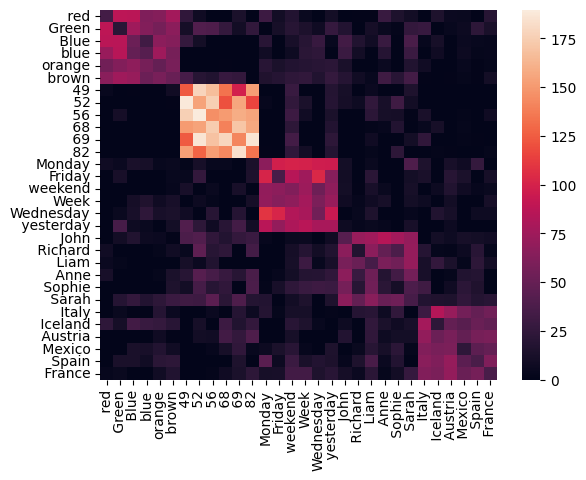 red
Green
Blue
blue
orange
brown
49
52
56
68
69
82
Monday
Friday
weekend
Week
Wednesday
yesterday
John
Richard
Liam
Anne
Sophie
Sarah
Italy
Iceland
Austria
Mexico
Spain
France
175
150
125
100
75
50
25
0
red
Green
Blue
blue
orange
brown
49
52
56
68
69
82
Monday
Friday
weekend
Week
Wednesday
yesterday
John
Richard
Liam
Anne
Sophie
Sarah
Italy
Iceland
Austria
Mexico
Spain
France